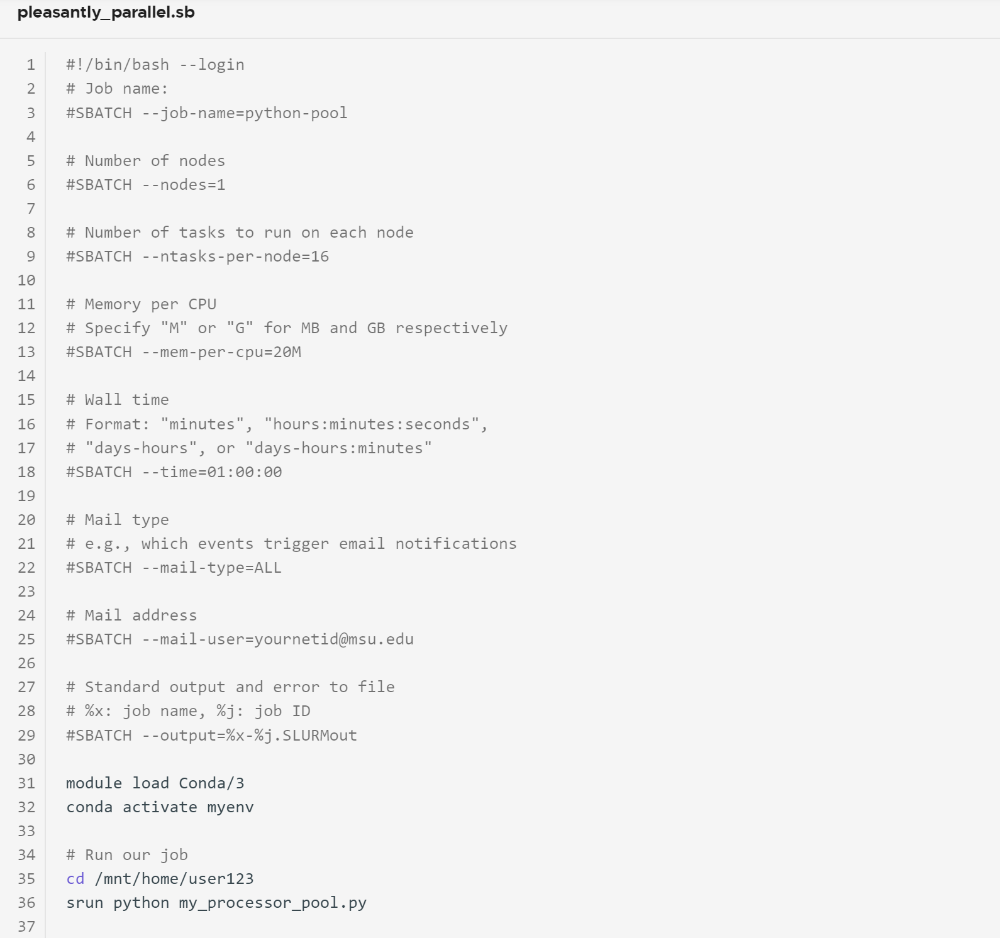 pleasantly_parallel.sb
1 #!/bin/bash --login
2 # Job name:
3 #SBATCH --job-name=python-pool
4
5 # Number of nodes
6 #SBATCH --nodes=1
7
8 # Number of tasks to run on each node
9 #SBATCH --ntasks-per-node=16
10
11 # Memory per CPU
12 # Specify "M" or "G" for MB and GB respectively
13 #SBATCH --mem-per-cpu=20M
14
15 # Wall time
16 # Format: "minutes", "hours:minutes:seconds",
17 # "days-hours", or "days-hours:minutes"
18 #SBATCH --time=01:00:00
19
20 # Mail type
21 # e.g., which events trigger email notifications
22 #SBATCH --mail-type=ALL
23
24 # Mail address
25 #SBATCH --mail-user=yournetid@msu.edu
26
27 # Standard output and error to file
28 # %x: job name, %j: job ID
29 #SBATCH --output=%x-%j.SLURMout
30
31 module load Conda/3
32 conda activate myenv
33
34 # Run our job
35 cd /mnt/home/user123
36 srun python my_processor_pool.py
37